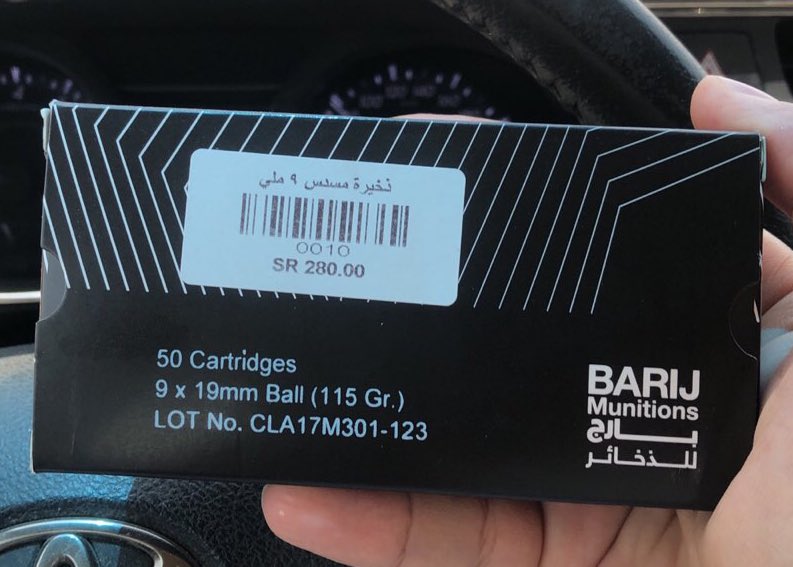 ذخيرة مسدس ٩ ملي
0010
SR 280.00
50 Cartridges
9 x 19mm Ball (115 Gr.)
LOT No. CLA17M301-123
BARIJ
Munitions
بارج
للذخائر